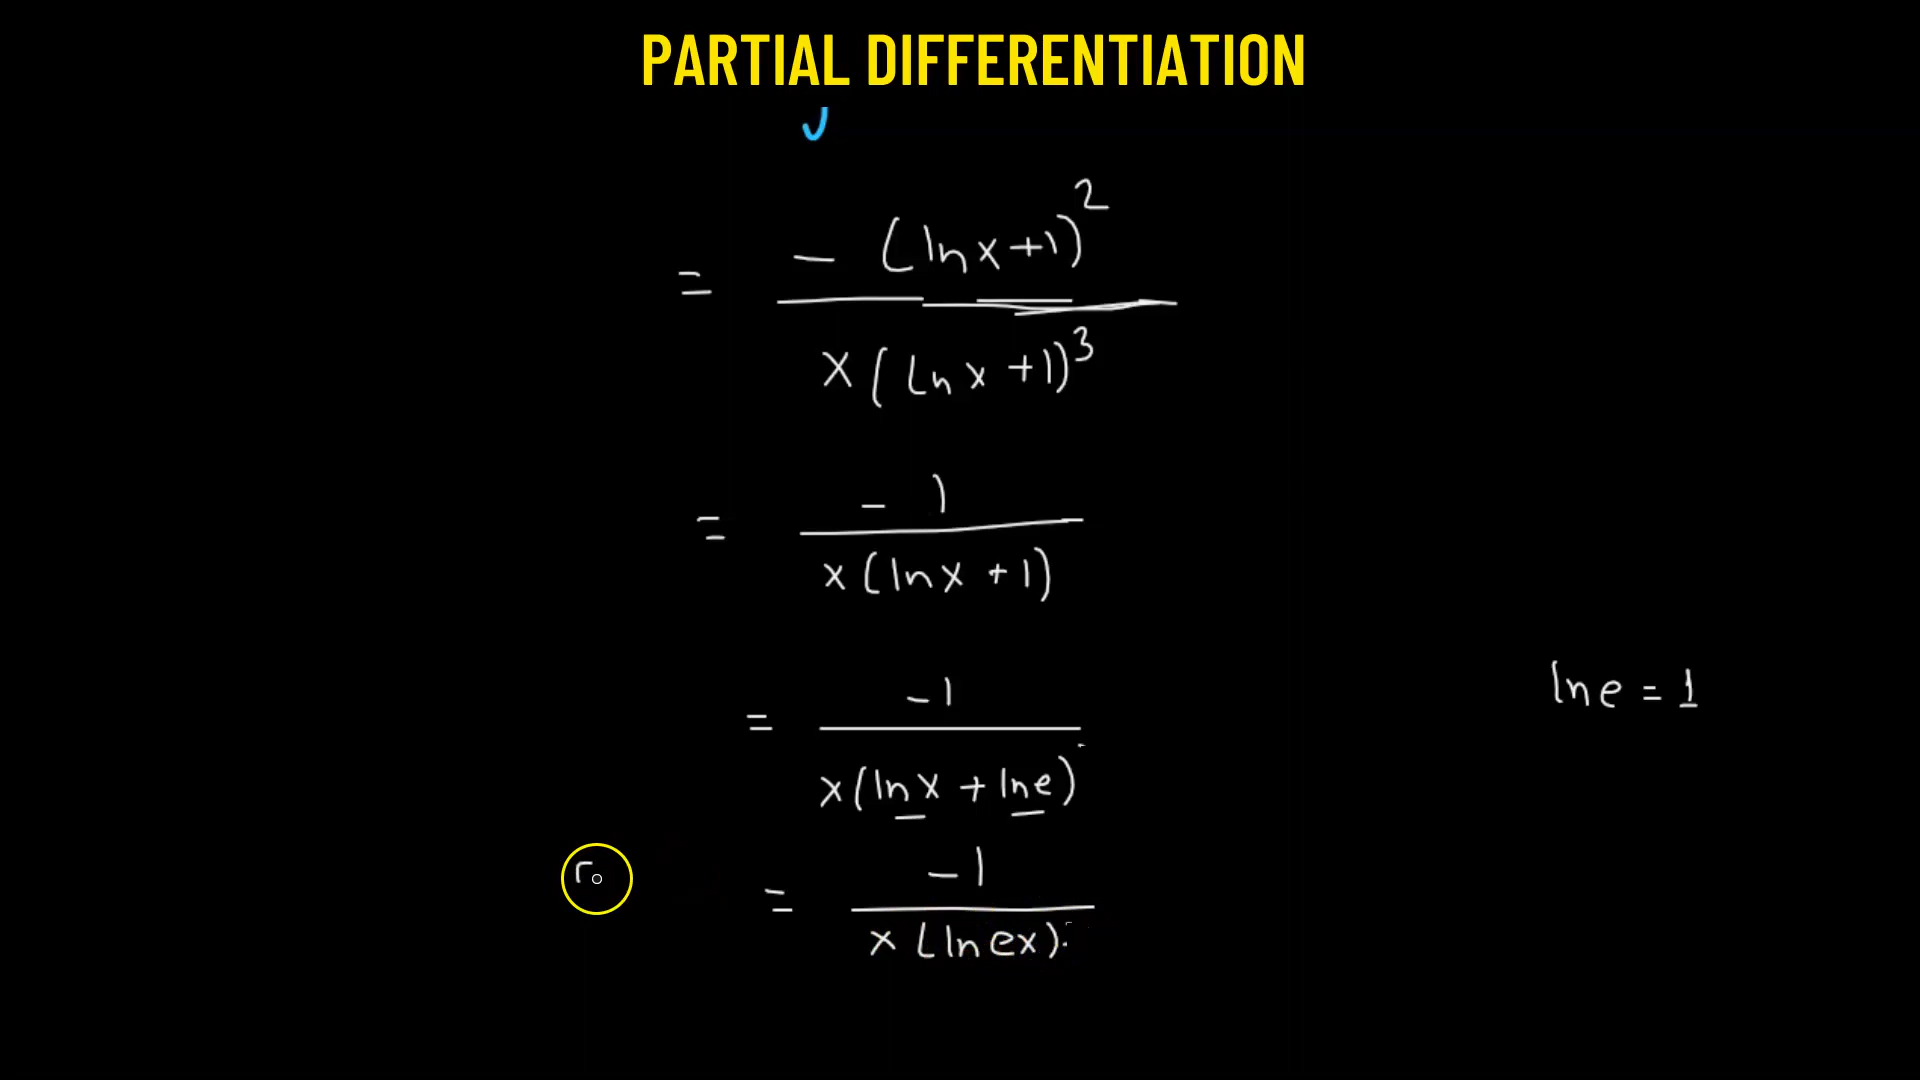 PARTIAL DIFFERENTIATION
= - (ln x+1)^2 / x (ln x +1)^3
= - 1 / x (ln x + 1)
ln e = 1
= -1 / x (ln x + ln e)
= -1 / x (ln ex)